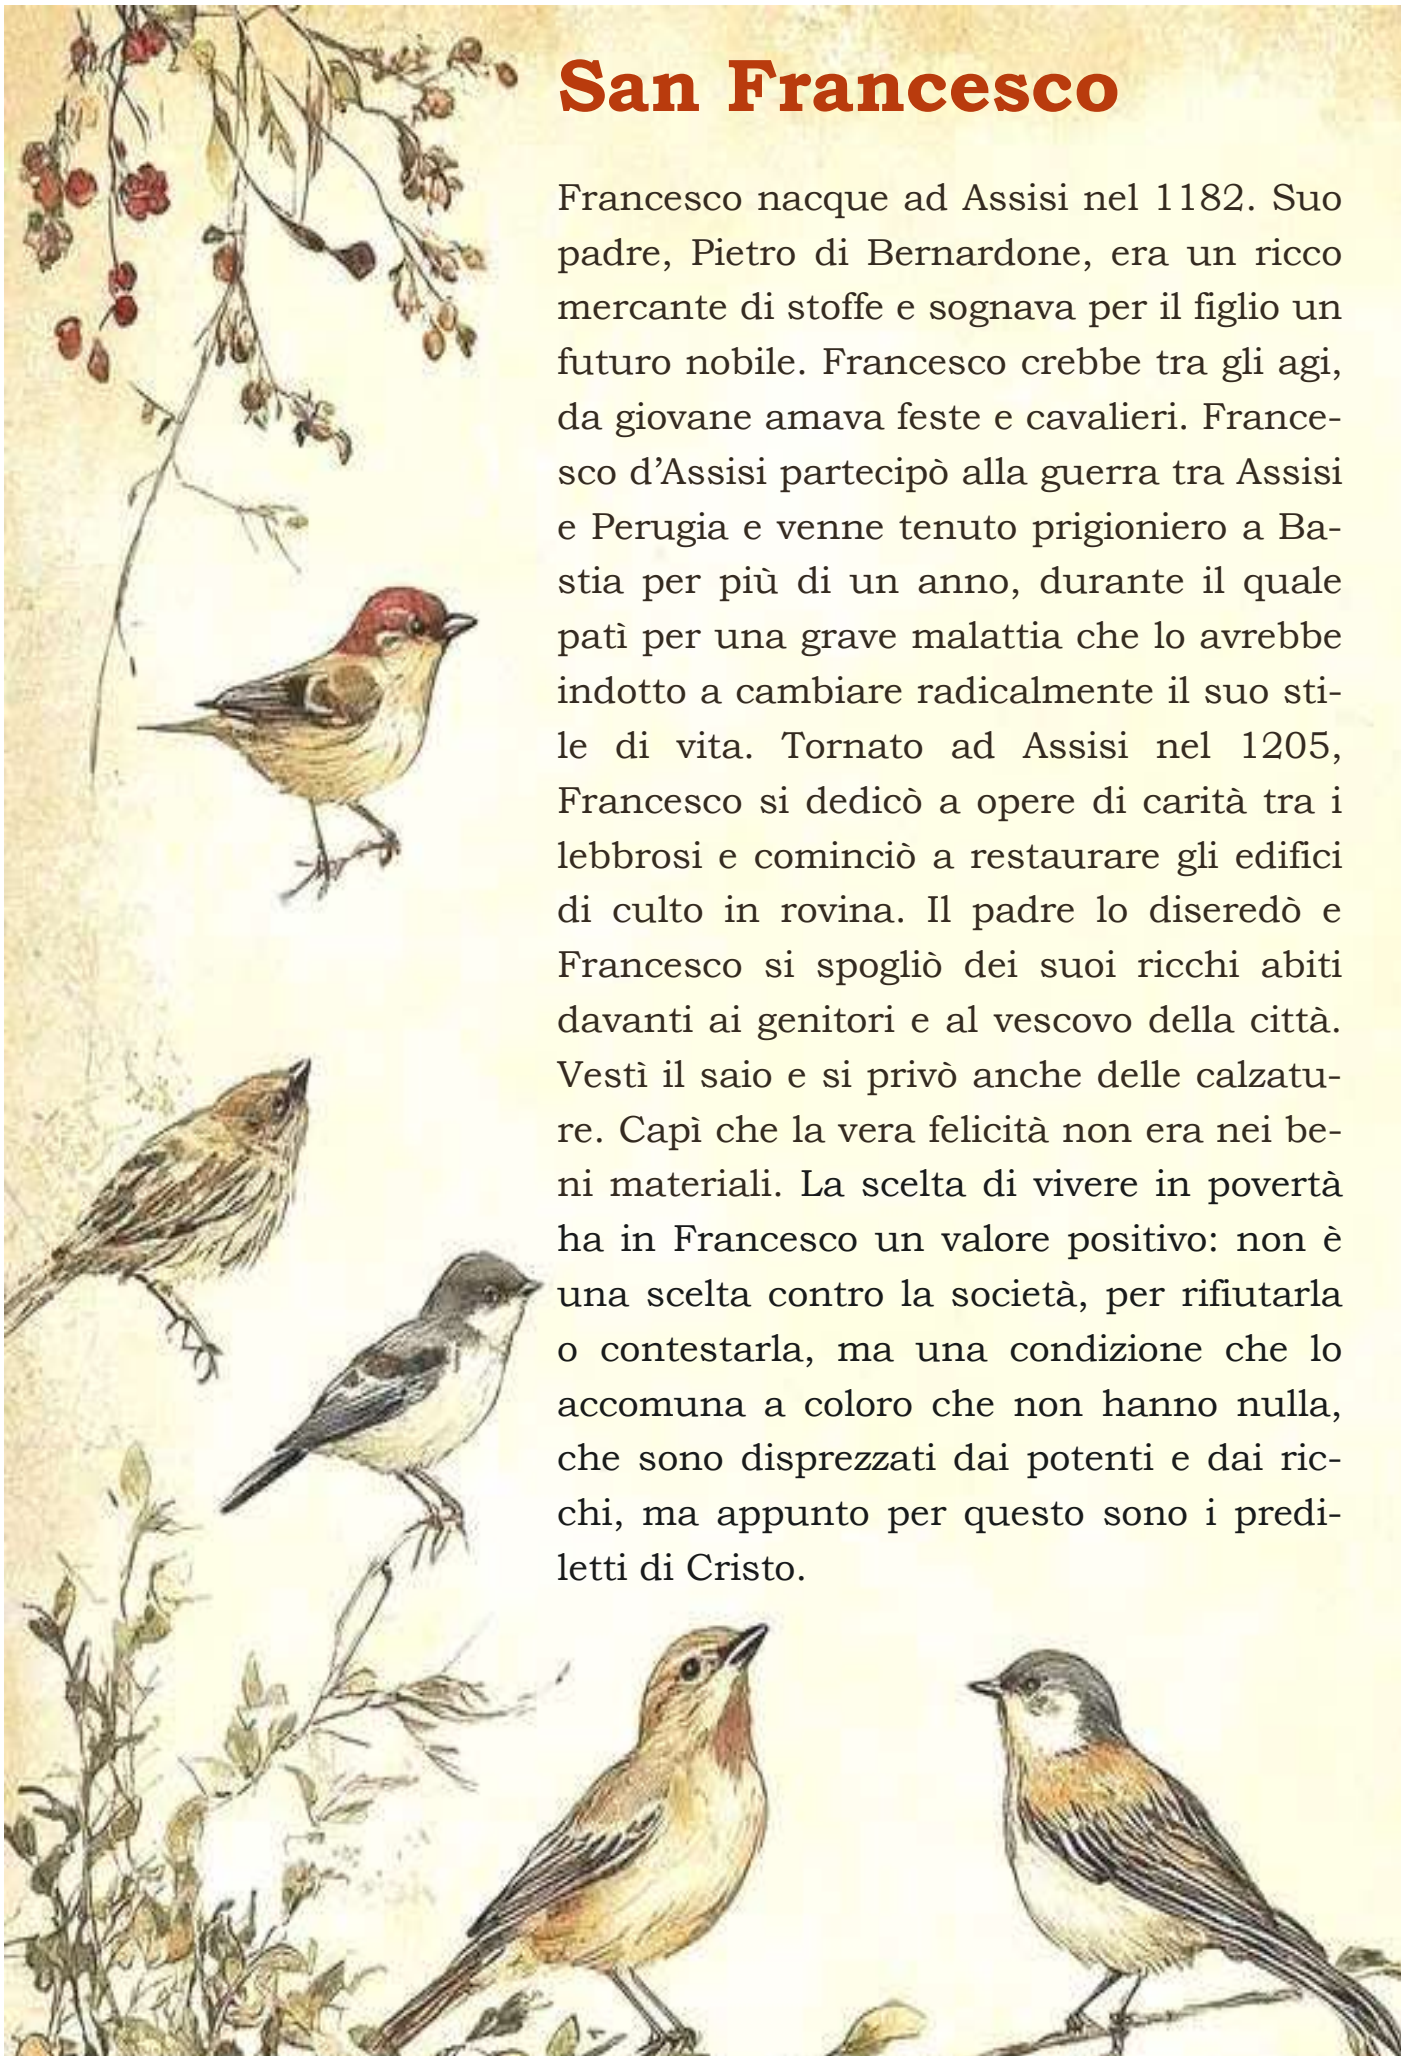 San Francesco
Francesco nacque ad Assisi nel 1182. Suo
padre, Pietro di Bernardone, era un ricco
mercante di stoffe e sognava per il figlio un
futuro nobile. Francesco crebbe tra gli agi,
da giovane amava feste e cavalieri. France-
sco d’Assisi partecipò alla guerra tra Assisi
e Perugia e venne tenuto prigioniero a Ba-
stia per più di un anno, durante il quale
patì per una grave malattia che lo avrebbe
indotto a cambiare radicalmente il suo sti-
le di vita. Tornato ad Assisi nel 1205,
Francesco si dedicò a opere di carità tra i
lebbrosi e cominciò a restaurare gli edifici
di culto in rovina. Il padre lo diseredò e
Francesco si spogliò dei suoi ricchi abiti
davanti ai genitori e al vescovo della città.
Vestì il saio e si privò anche delle calzatu-
re. Capì che la vera felicità non era nei be-
ni materiali. La scelta di vivere in povertà
ha in Francesco un valore positivo: non è
una scelta contro la società, per rifiutarla
o contestarla, ma una condizione che lo
accomuna a coloro che non hanno nulla,
che sono disprezzati dai potenti e dai ric-
chi, ma appunto per questo sono i predi-
letti di Cristo.